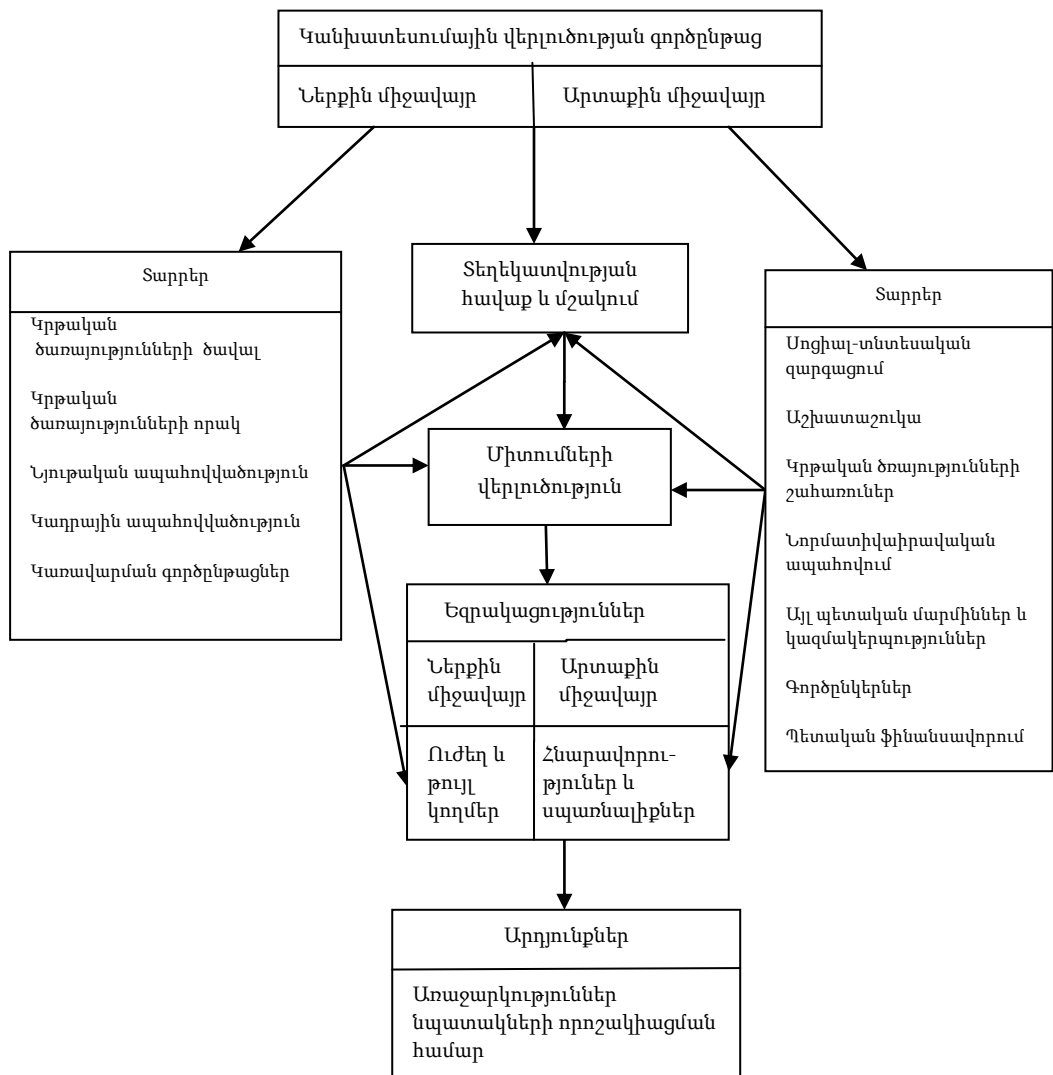 Կանխատեսումային վերլուծության գործընթաց
Ներքին միջավայր
Արտաքին միջավայր
Տարրեր
Կրթական
ծառայությունների ծավալ
Կրթական
ծառայությունների որակ
Նյութական ապահովվածություն
Կադրային ապահովվածություն
Կառավարման գործընթացներ
Տեղեկատվության
հավաք և մշակում
Միտումների
վերլուծություն
Եզրակացություններ
Ներքին
միջավայր
Արտաքին
միջավայր
Ուժեղ և
թույլ
կողմեր
Հնարավորու-
թյուներ և
սպառնալիքներ
Տարրեր
Սոցիալ-տնտեսական
զարգացում
Աշխատաշուկա
Կրթական ծռայությունների
շահառուներ
Նորմատիվաիրավական
ապահովում
Այլ պետական մարմիններ և
կազմակերպություններ
Գործընկերներ
Պետական ֆինանսավորում
Արդյունքներ
Առաջարկություններ
նպատակների որոշակիացման
համար